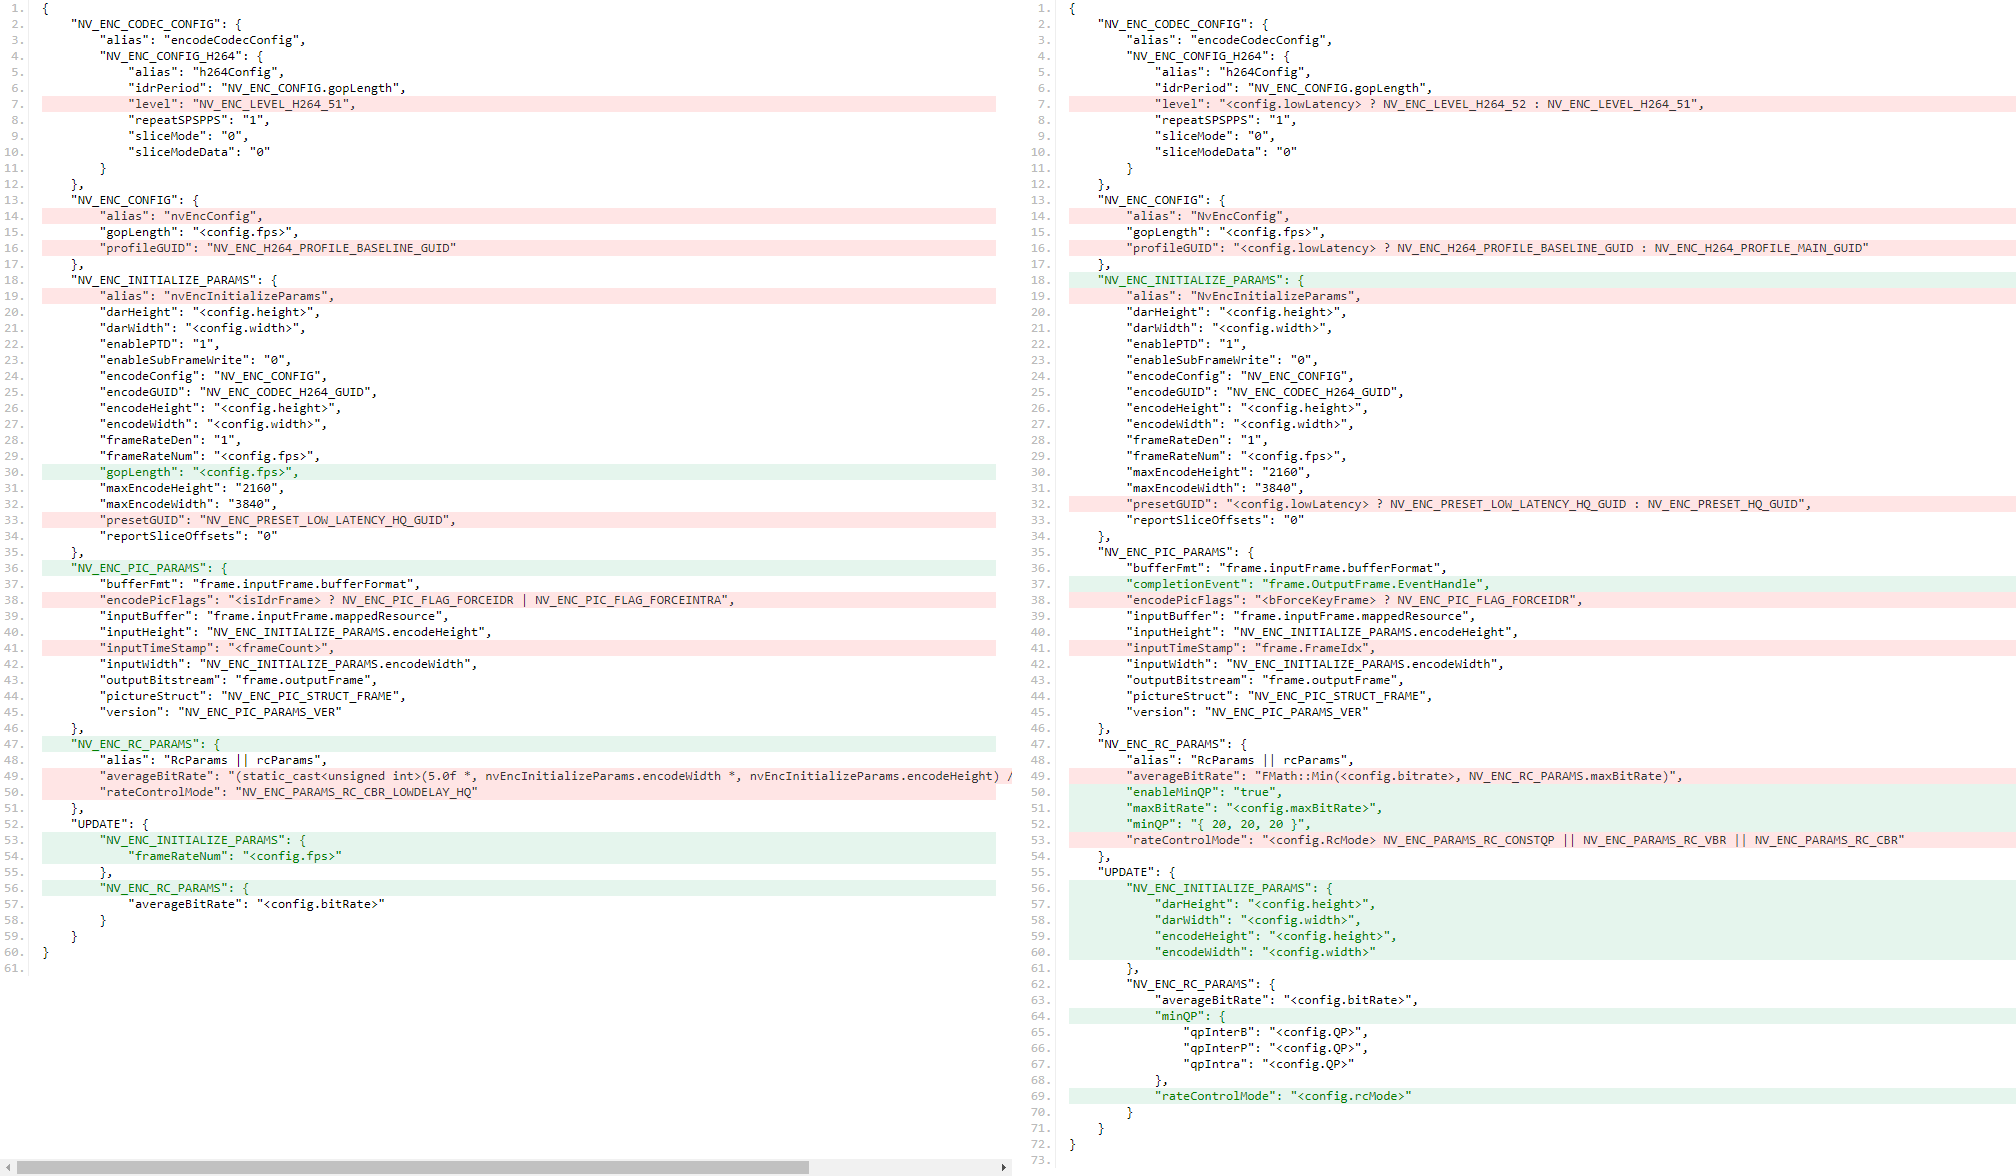 1. {
2. "NV_ENC_CODEC_CONFIG": {
3. "alias": "encodeCodecConfig",
4. "NV_ENC_CONFIG_H264": {
5. "alias": "h264Config",
6. "idrPeriod": "NV_ENC_CONFIG.gopLength",
7. "level": "NV_ENC_LEVEL_H264_51",
8. "repeatSPSPPS": "1",
9. "sliceMode": "0",
10. "sliceModeData": "0"
11. }
12. },
13. "NV_ENC_CONFIG": {
14. "alias": "nvEncConfig",
15. "gopLength": "<config.fps>",
16. "profileGUID": "NV_ENC_H264_PROFILE_BASELINE_GUID"
17. },
18. "NV_ENC_INITIALIZE_PARAMS": {
19. "alias": "nvEncInitializeParams",
20. "darHeight": "<config.height>",
21. "darWidth": "<config.width>",
22. "enablePTD": "1",
23. "enableSubFrameWrite": "0",
24. "encodeConfig": "NV_ENC_CONFIG",
25. "encodeGUID": "NV_ENC_CODEC_H264_GUID",
26. "encodeHeight": "<config.height>",
27. "encodeWidth": "<config.width>",
28. "frameRateDen": "1",
29. "frameRateNum": "<config.fps>",
30. "gopLength": "<config.fps>",
31. "maxEncodeHeight": "2160",
32. "maxEncodeWidth": "3840",
33. "presetGUID": "NV_ENC_PRESET_LOW_LATENCY_HQ_GUID",
34. "reportSliceOffsets": "0"
35. },
36. "NV_ENC_PIC_PARAMS": {
37. "bufferFmt": "frame.inputFrame.bufferFormat",
38. "encodePicFlags": "<isIdrFrame> ? NV_ENC_PIC_FLAG_FORCEIDR | NV_ENC_PIC_FLAG_FORCEINTRA",
39. "inputBuffer": "frame.inputFrame.mappedResource",
40. "inputHeight": "NV_ENC_INITIALIZE_PARAMS.encodeHeight",
41. "inputTimeStamp": "<frameCount>",
42. "inputWidth": "NV_ENC_INITIALIZE_PARAMS.encodeWidth",
43. "outputBitstream": "frame.outputFrame",
44. "pictureStruct": "NV_ENC_PIC_STRUCT_FRAME",
45. "version": "NV_ENC_PIC_PARAMS_VER"
46. },
47. "NV_ENC_RC_PARAMS": {
48. "alias": "RcParams || rcParams",
49. "averageBitRate": "(static_cast<unsigned int>(5.0f *, nvEncInitializeParams.encodeWidth *, nvEncInitializeParams.encodeHeight) /
50. "rateControlMode": "NV_ENC_PARAMS_RC_CBR_LOWDELAY_HQ"
51. },
52. "UPDATE": {
53. "NV_ENC_INITIALIZE_PARAMS": {
54. "frameRateNum": "<config.fps>"
55. },
56. "NV_ENC_RC_PARAMS": {
57. "averageBitRate": "<config.bitRate>"
58. }
59. }
60. }
61.
1. {
2. "NV_ENC_CODEC_CONFIG": {
3. "alias": "encodeCodecConfig",
4. "NV_ENC_CONFIG_H264": {
5. "alias": "h264Config",
6. "idrPeriod": "NV_ENC_CONFIG.gopLength",
7. "level": "<config.lowLatency> ? NV_ENC_LEVEL_H264_52 : NV_ENC_LEVEL_H264_51",
8. "repeatSPSPPS": "1",
9. "sliceMode": "0",
10. "sliceModeData": "0"
11. }
12. },
13. "NV_ENC_CONFIG": {
14. "alias": "NvEncConfig",
15. "gopLength": "<config.fps>",
16. "profileGUID": "<config.lowLatency> ? NV_ENC_H264_PROFILE_BASELINE_GUID : NV_ENC_H264_PROFILE_MAIN_GUID"
17. },
18. "NV_ENC_INITIALIZE_PARAMS": {
19. "alias": "NvEncInitializeParams",
20. "darHeight": "<config.height>",
21. "darWidth": "<config.width>",
22. "enablePTD": "1",
23. "enableSubFrameWrite": "0",
24. "encodeConfig": "NV_ENC_CONFIG",
25. "encodeGUID": "NV_ENC_CODEC_H264_GUID",
26. "encodeHeight": "<config.height>",
27. "encodeWidth": "<config.width>",
28. "frameRateDen": "1",
29. "frameRateNum": "<config.fps>",
30. "maxEncodeHeight": "2160",
31. "maxEncodeWidth": "3840",
32. "presetGUID": "<config.lowLatency> ? NV_ENC_PRESET_LOW_LATENCY_HQ_GUID : NV_ENC_PRESET_HQ_GUID",
33. "reportSliceOffsets": "0"
34. },
35. "NV_ENC_PIC_PARAMS": {
36. "bufferFmt": "frame.inputFrame.bufferFormat",
37. "completionEvent": "frame.OutputFrame.EventHandle",
38. "encodePicFlags": "<bForceKeyFrame> ? NV_ENC_PIC_FLAG_FORCEIDR",
39. "inputBuffer": "frame.inputFrame.mappedResource",
40. "inputHeight": "NV_ENC_INITIALIZE_PARAMS.encodeHeight",
41. "inputTimeStamp": "frame.FrameIdx",
42. "inputWidth": "NV_ENC_INITIALIZE_PARAMS.encodeWidth",
43. "outputBitstream": "frame.outputFrame",
44. "pictureStruct": "NV_ENC_PIC_STRUCT_FRAME",
45. "version": "NV_ENC_PIC_PARAMS_VER"
46. },
47. "NV_ENC_RC_PARAMS": {
48. "alias": "RcParams || rcParams",
49. "averageBitRate": "FMath::Min(<config.bitrate>, NV_ENC_RC_PARAMS.maxBitRate)",
50. "enableMinQP": "true",
51. "maxBitRate": "<config.maxBitRate>",
52. "minQP": "{ 20, 20, 20 }",
53. "rateControlMode": "<config.RcMode> NV_ENC_PARAMS_RC_CONSTQP || NV_ENC_PARAMS_RC_VBR || NV_ENC_PARAMS_RC_CBR"
54. },
55. "UPDATE": {
56. "NV_ENC_INITIALIZE_PARAMS": {
57. "darHeight": "<config.height>",
58. "darWidth": "<config.width>",
59. "encodeHeight": "<config.height>",
60. "encodeWidth": "<config.width>"
61. },
62. "NV_ENC_RC_PARAMS": {
63. "averageBitRate": "<config.bitRate>",
64. "minQP": {
65. "qpInterB": "<config.QP>",
66. "qpInterP": "<config.QP>",
67. "qpIntra": "<config.QP>"
68. },
69. "rateControlMode": "<config.rcMode>"
70. }
71. }
72. }
73.